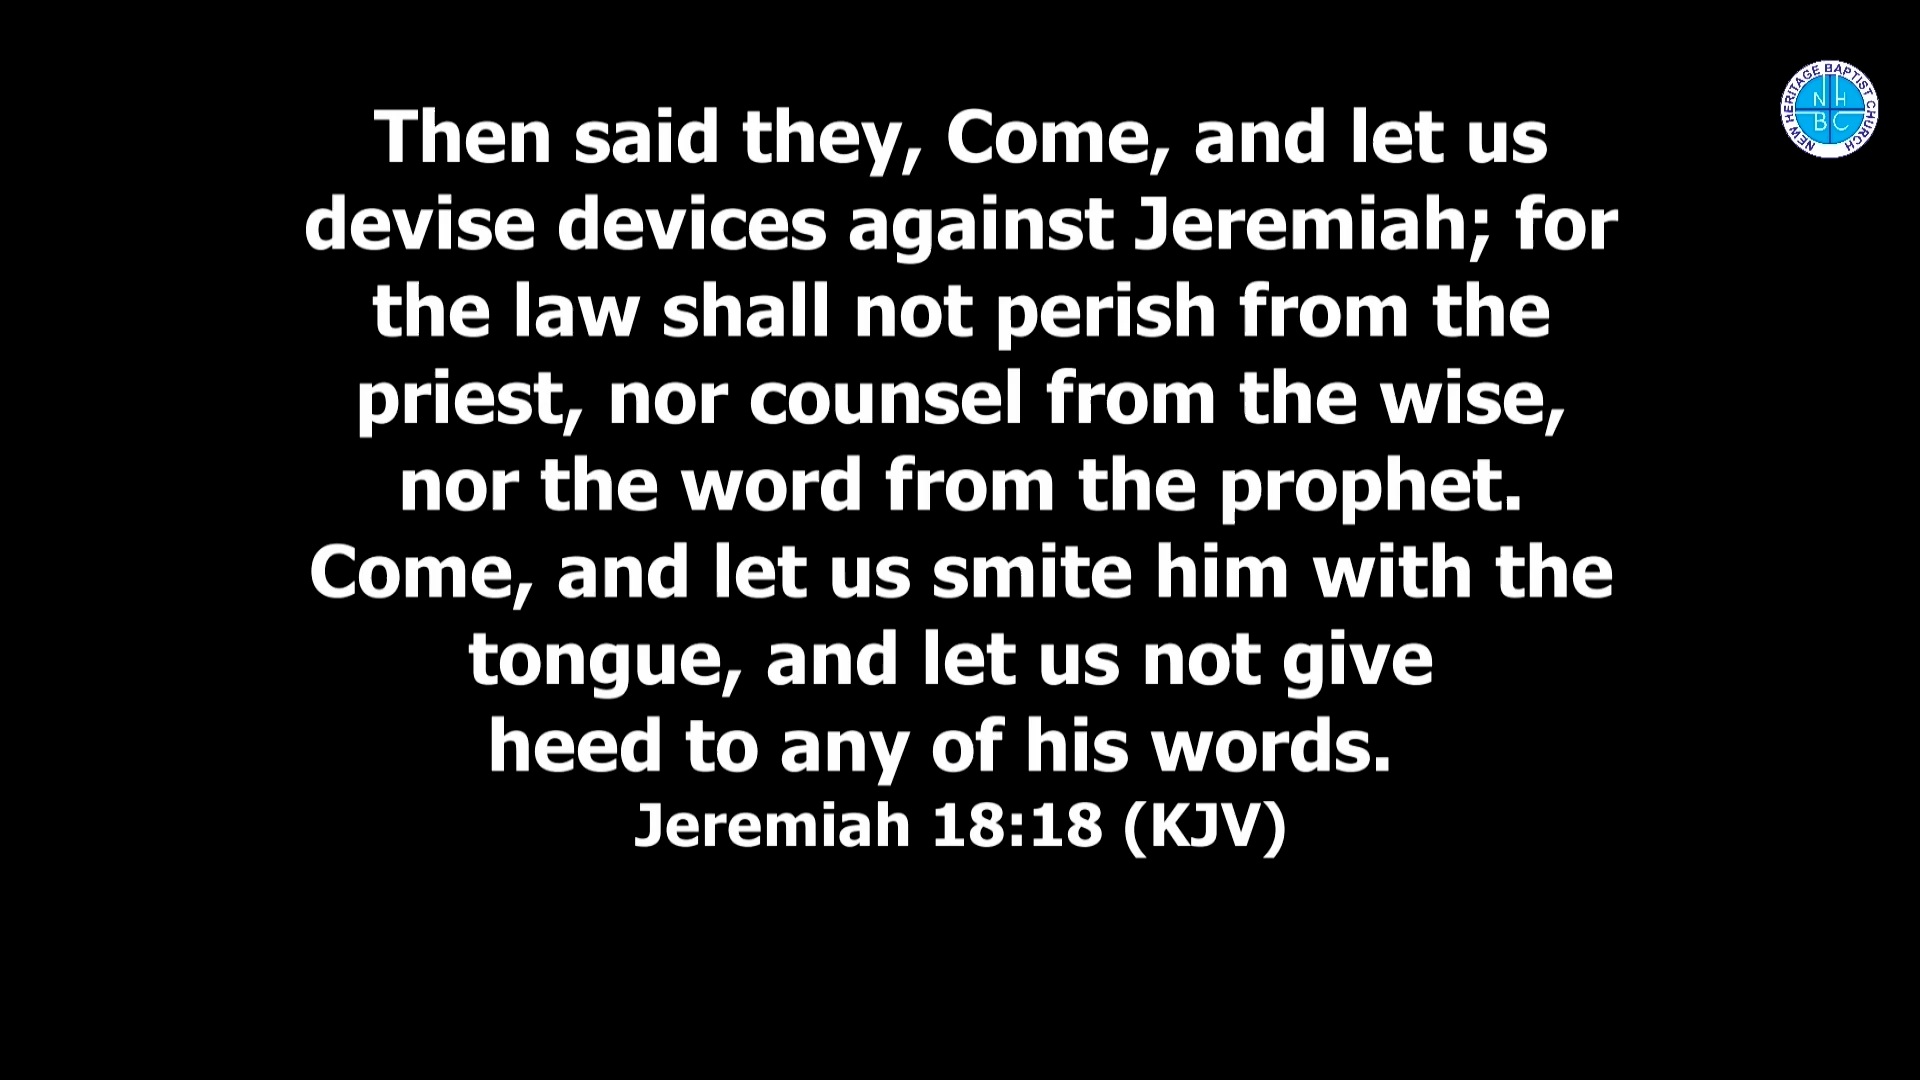 Then said they, Come, and let us
devise devices against Jeremiah; for
the law shall not perish from the
priest, nor counsel from the wise,
nor the word from the prophet.
Come, and let us smite him with the
tongue, and let us not give
heed to any of his words.
Jeremiah 18:18 (KJV)
NEW HERITAGE BAPTIST CHURCH
N H
B C